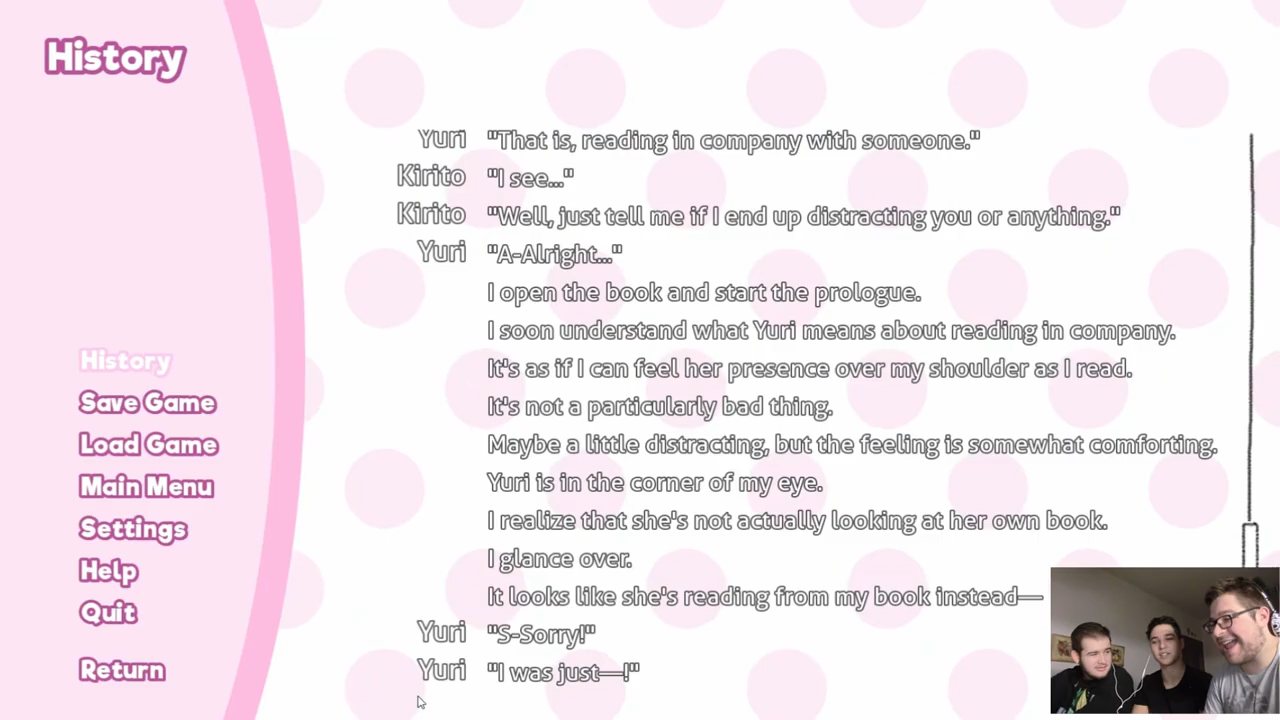 History
Yuri "That is, reading in company with someone."
Kirito "I see..."
Kirito "Well, just tell me if I end up distracting you or anything."
Yuri "A-Alright..."
I open the book and start the prologue.
I soon understand what Yuri means about reading in company.
It's as if I can feel her presence over my shoulder as I read.
It's not a particularly bad thing.
Maybe a little distracting, but the feeling is somewhat comforting.
Yuri is in the corner of my eye.
I realize that she's not actually looking at her own book.
I glance over.
It looks like she's reading from my book instead—
Yuri "S-Sorry!"
Yuri "I was just—!"
History
Save Game
Load Game
Main Menu
Settings
Help
Quit
Return